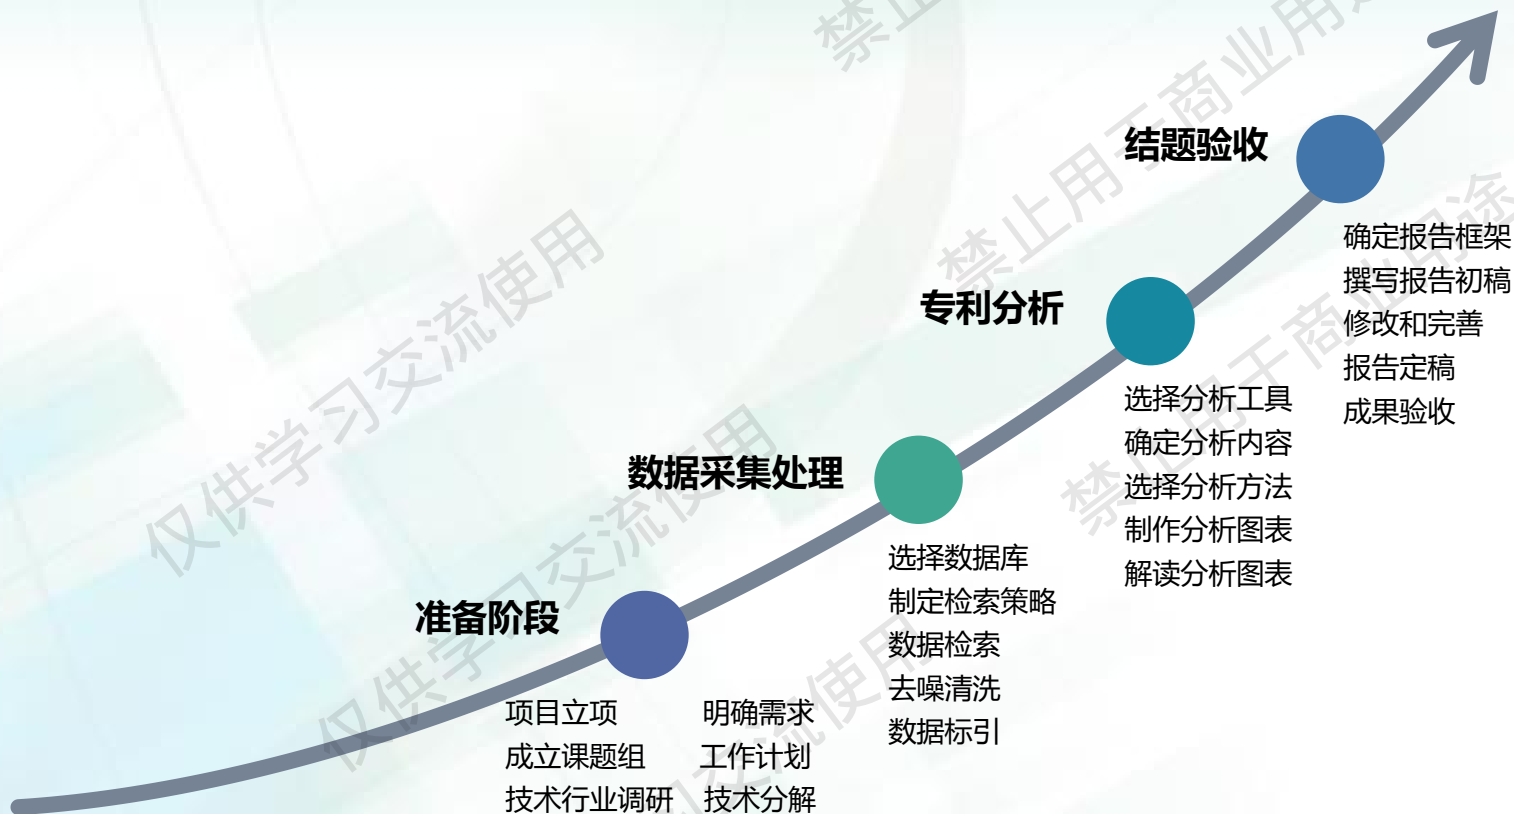 结题验收
确定报告框架
撰写报告初稿
修改和完善
报告定稿
成果验收
专利分析
选择分析工具
确定分析内容
选择分析方法
制作分析图表
解读分析图表
数据采集处理
选择数据库
制定检索策略
数据检索
去噪清洗
数据标引
准备阶段
项目立项 明确需求
成立课题组 工作计划
技术行业调研 技术分解
仅供学习交流使用
仅供学习交流使用
习交流使用
禁止
禁止用于商业用途
禁止用于商业用途